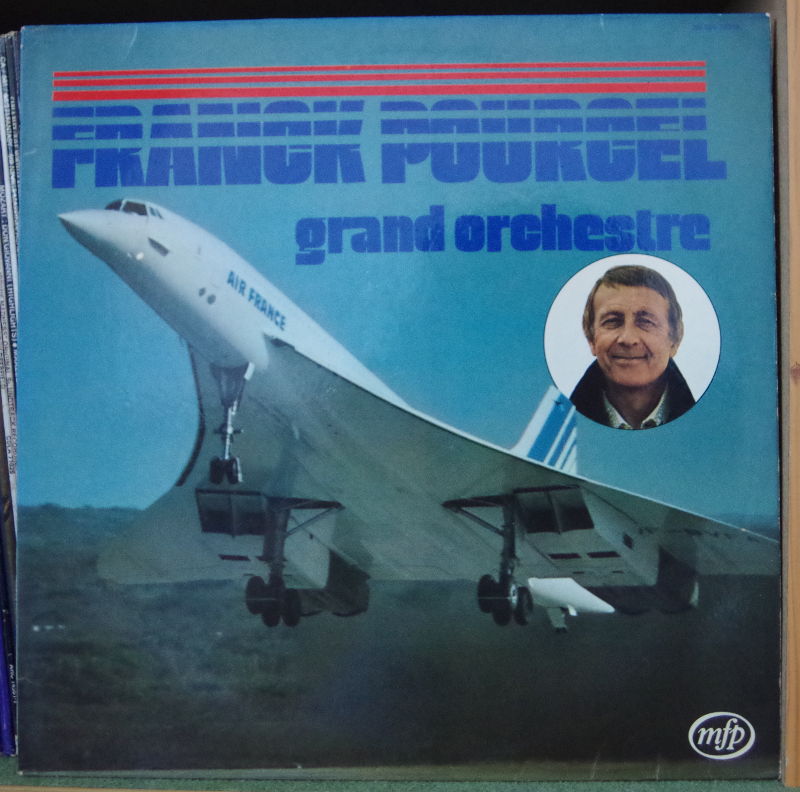 FRANCK POURCEL
grand orchestre
AIR FRANCE
mfp